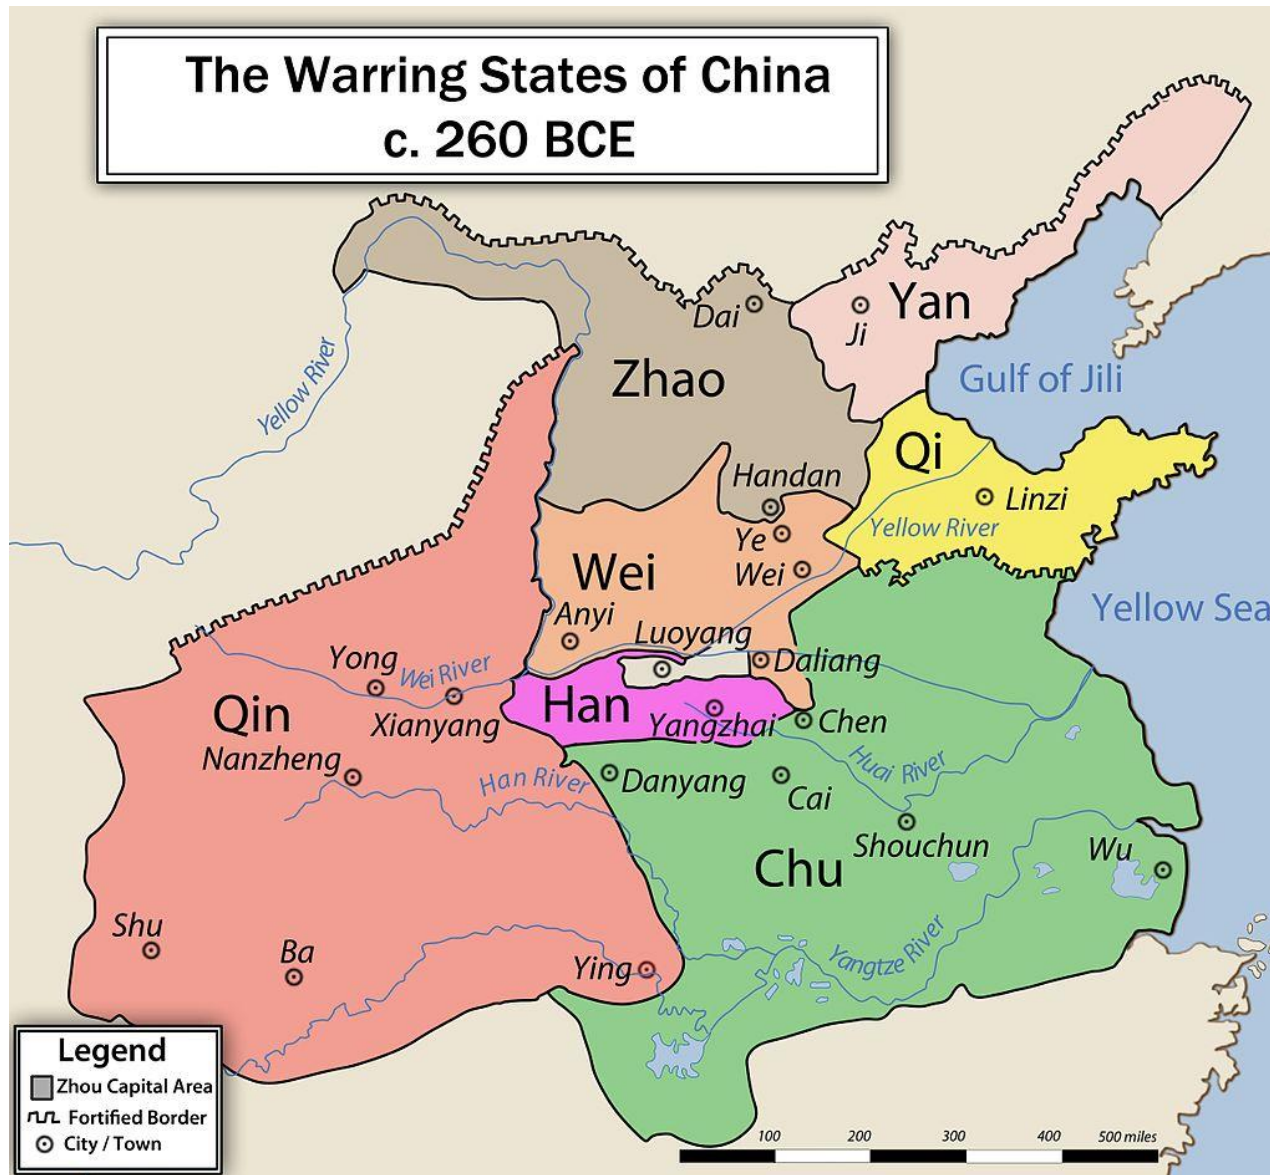 The Warring States of China
c. 260 BCE
Dai
Ji
Yan
Zhao
Yellow River
Gulf of Jili
Qi
Handan
Linzi
Yellow River
Ye
Wei
Wei
Yellow Sea
Anyi
Luoyang
Daliang
Yong
Wei River
Qin
Xianyang
Han
Yangzhai
Chen
Nanzheng
Han River
Danyang
Cai
Huai River
Shouchun
Chu
Wu
Shu
Ba
Ying
Yangtze River
Legend
Zhou Capital Area
Fortified Border
City / Town
100 200 300 400 500 miles